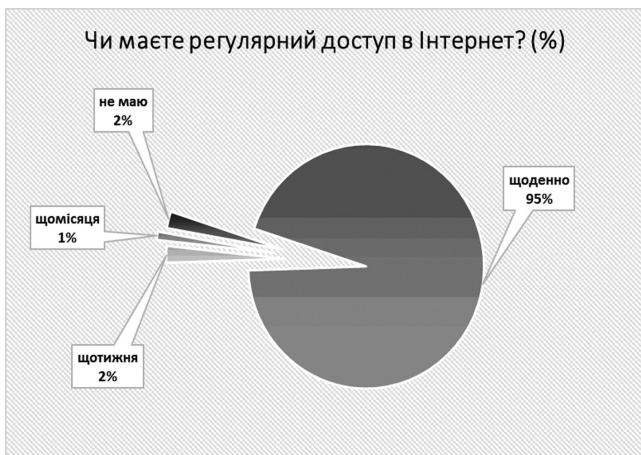 Чи маєте регулярний доступ в Інтернет? (%)
не маю
2%
щомісяця
1%
щотижня
2%
щоденно
95%